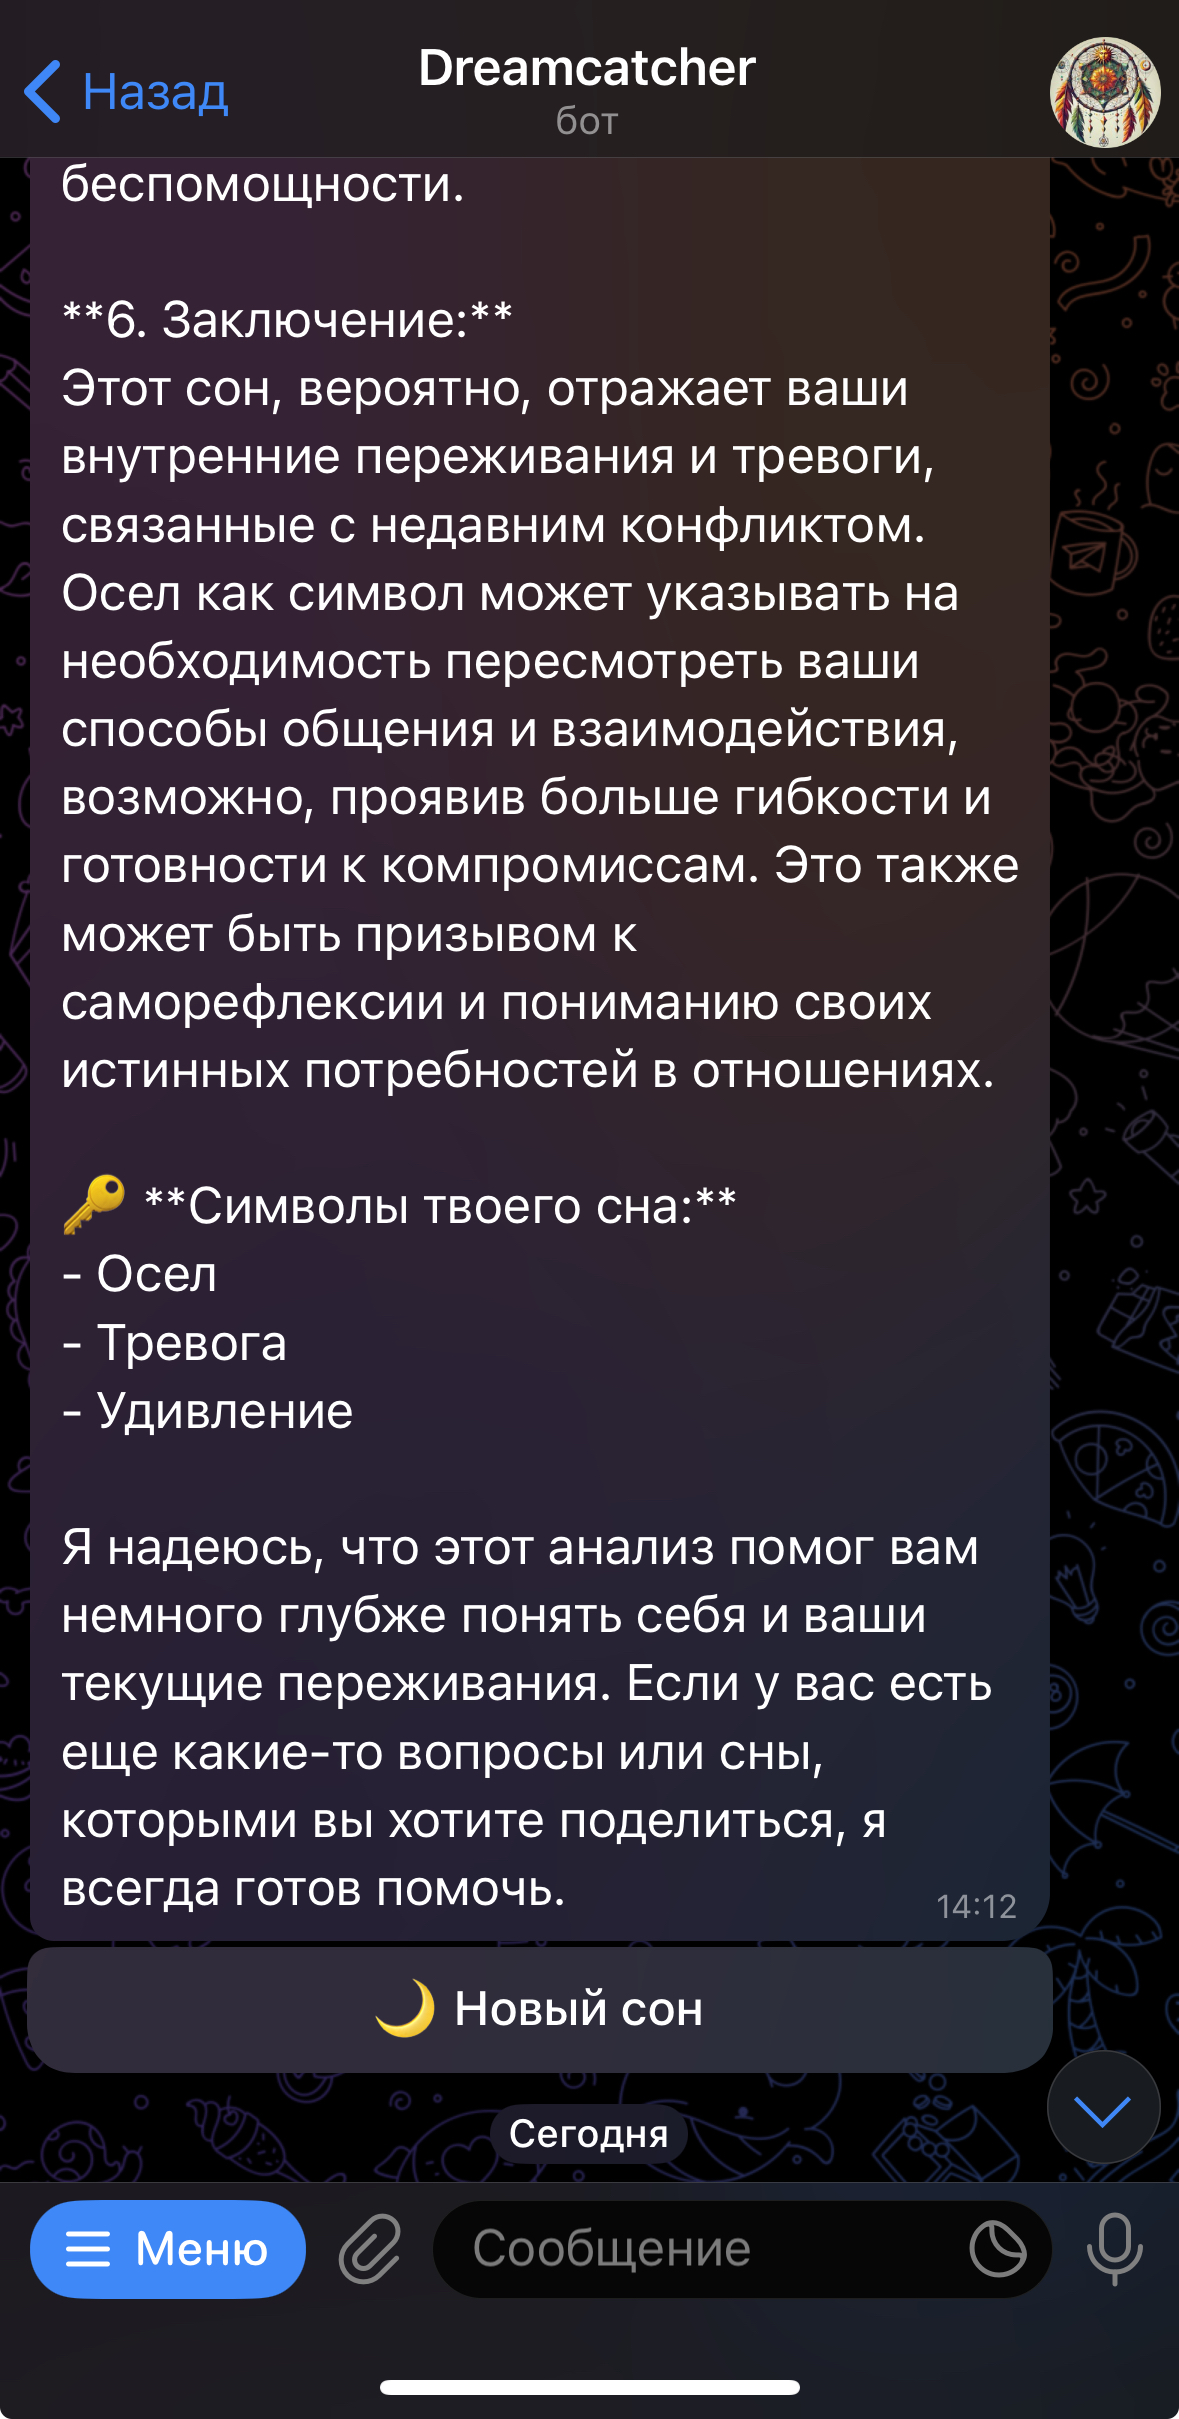 Назад
Dreamcatcher
бот
беспомощности.
**6. Заключение:**
Этот сон, вероятно, отражает ваши
внутренние переживания и тревоги,
связанные с недавним конфликтом.
Осел как символ может указывать на
необходимость пересмотреть ваши
способы общения и взаимодействия,
возможно, проявив больше гибкости и
готовности к компромиссам. Это также
может быть призывом к
саморефлексии и пониманию своих
истинных потребностей в отношениях.
🔑 **Символы твоего сна:**
- Осел
- Тревога
- Удивление
Я надеюсь, что этот анализ помог вам
немного глубже понять себя и ваши
текущие переживания. Если у вас есть
еще какие-то вопросы или сны,
которыми вы хотите поделиться, я
всегда готов помочь.
14:12
🌙 Новый сон
Сегодня
Меню
Сообщение